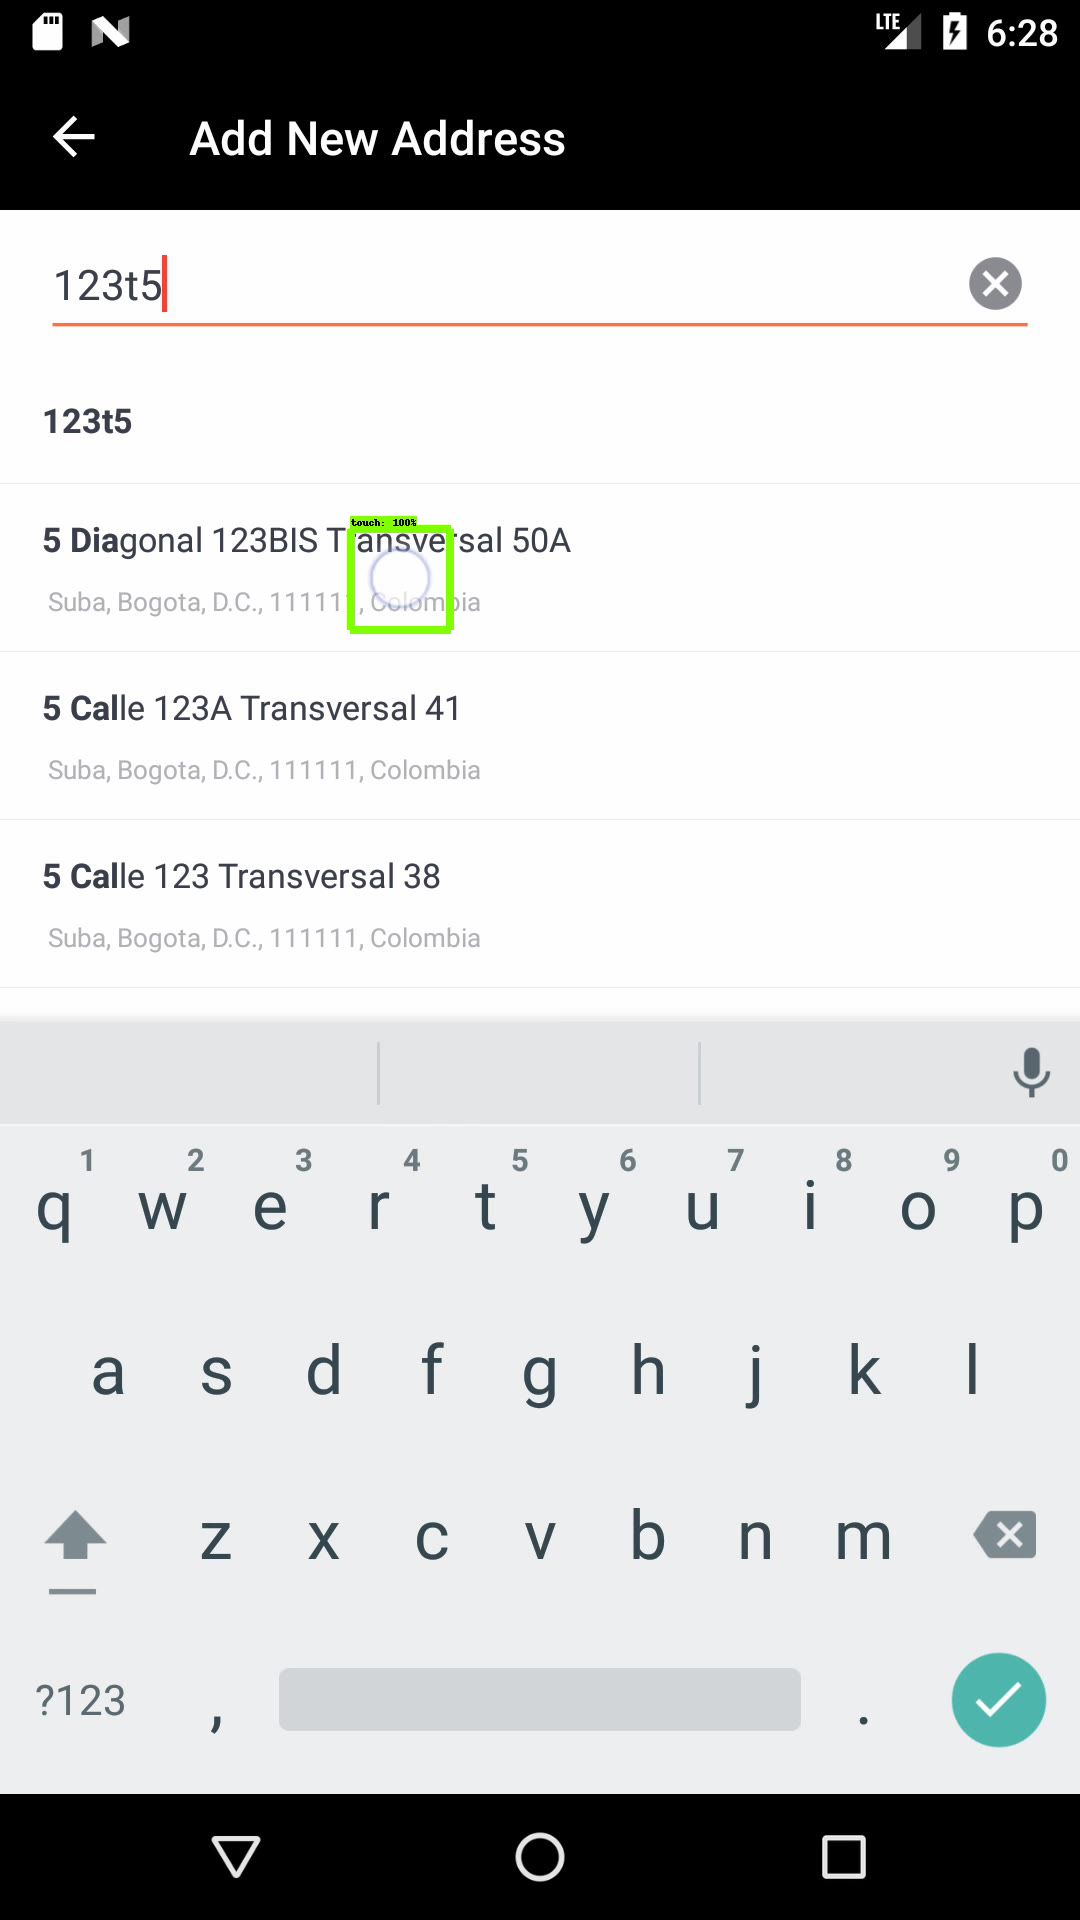 LTE 6:28
Add New Address
123t5
123t5
touch: 100%
5 Diagonal 123BIS Transversal 50A
Suba, Bogota, D.C., 111111, Colombia
5 Calle 123A Transversal 41
Suba, Bogota, D.C., 111111, Colombia
5 Calle 123 Transversal 38
Suba, Bogota, D.C., 111111, Colombia
1 2 3 4 5 6 7 8 9 0
q w e r t y u i o p
a s d f g h j k l
z x c v b n m
?123 , .